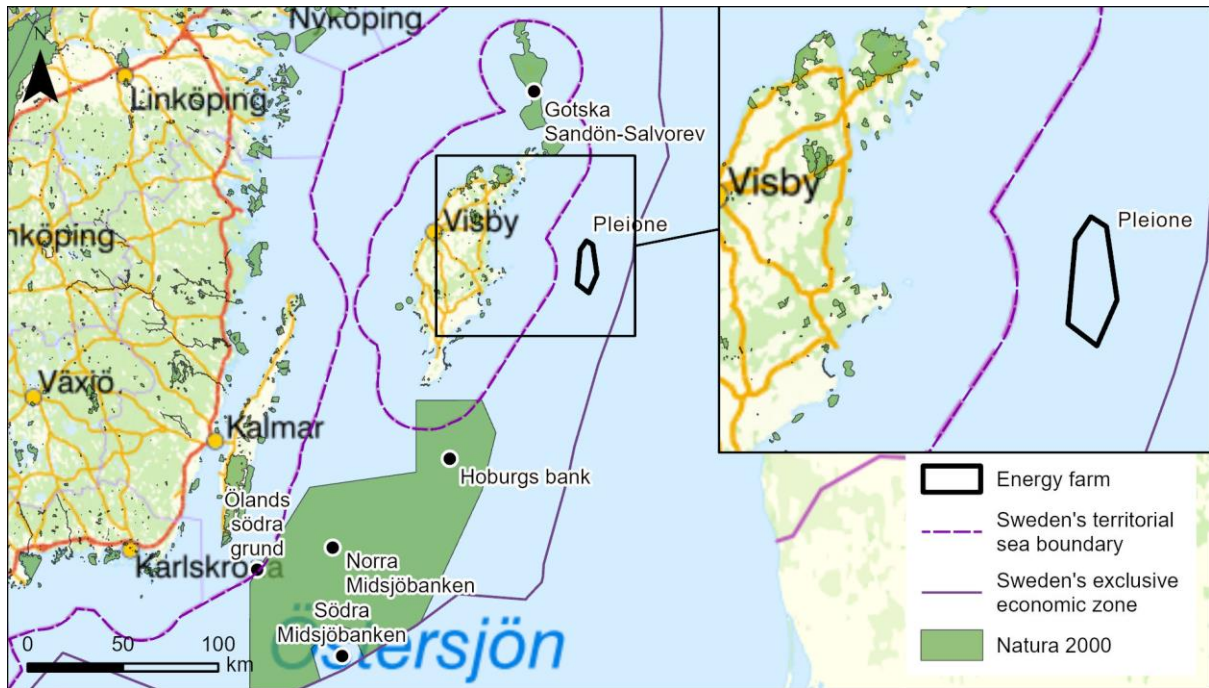 Nyköping
N
Linköping
Gotska
Sandön-Salvorev
Visby
Pleione
Visby
Pleione
nköping
Växjö
Kalmar
Hoburgs bank
Ölands
södra
grund
Karlskrona
Norra
Midsjöbanken
Södra
Midsjöbanken
Östersjön
0 50 100
km
Energy farm
Sweden's territorial
sea boundary
Sweden's exclusive
economic zone
Natura 2000